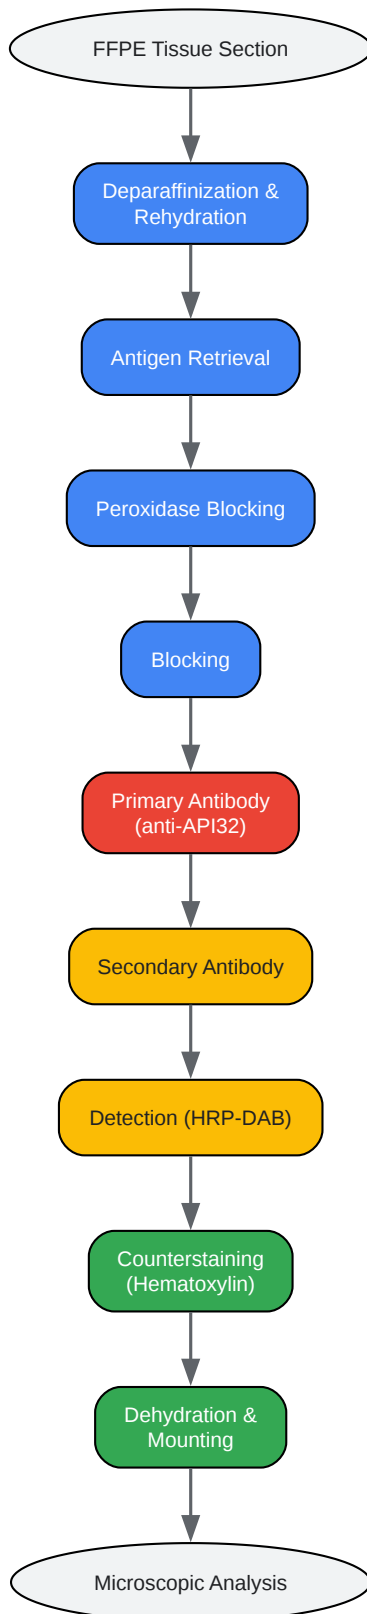 FFPE Tissue Section
Deparaffinization &
Rehydration
Antigen Retrieval
Peroxidase Blocking
Blocking
Primary Antibody
(anti-API32)
Secondary Antibody
Detection (HRP-DAB)
Counterstaining
(Hematoxylin)
Dehydration &
Mounting
Microscopic Analysis